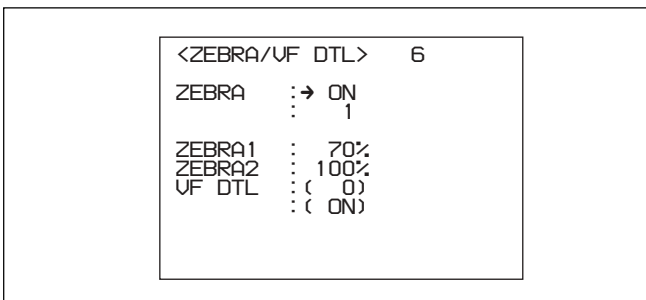 <ZEBRA/VF DTL> 6
ZEBRA :→ ON
: 1
ZEBRA1 : 70%
ZEBRA2 : 100%
VF DTL :( 0)
:( ON)